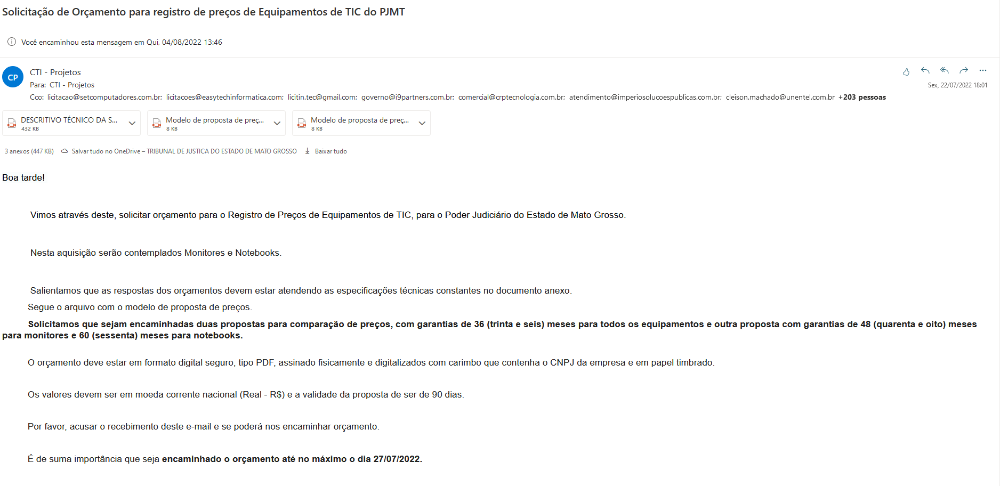 Solicitação de Orçamento para registro de preços de Equipamentos de TIC do PJMT
Você encaminhou esta mensagem em Qui, 04/08/2022 13:46
CP
CTI - Projetos
Para: CTI - Projetos
Sex, 22/07/2022 18:01
Cco: licitacao@setcomputadores.com.br; licitacoes@easytechinformatica.com; licitin.tec@gmail.com; governo@i9partners.com.br; comercial@crptecnologia.com.br; atendimento@imperiosolucoespublicas.com.br; cleison.machado@unentel.com.br +203 pessoas
DESCRITIVO TÉCNICO DA S...
432 KB
Modelo de proposta de preç...
8 KB
Modelo de proposta de preç...
8 KB
3 anexos (447 KB) Salvar tudo no OneDrive – TRIBUNAL DE JUSTICA DO ESTADO DE MATO GROSSO Baixar tudo
Boa tarde!
Vimos através deste, solicitar orçamento para o Registro de Preços de Equipamentos de TIC, para o Poder Judiciário do Estado de Mato Grosso.
Nesta aquisição serão contemplados Monitores e Notebooks.
Salientamos que as respostas dos orçamentos devem estar atendendo as especificações técnicas constantes no documento anexo.
Segue o arquivo com o modelo de proposta de preços.
Solicitamos que sejam encaminhadas duas propostas para comparação de preços, com garantias de 36 (trinta e seis) meses para todos os equipamentos e outra proposta com garantias de 48 (quarenta e oito) meses
para monitores e 60 (sessenta) meses para notebooks.
O orçamento deve estar em formato digital seguro, tipo PDF, assinado fisicamente e digitalizados com carimbo que contenha o CNPJ da empresa e em papel timbrado.
Os valores devem ser em moeda corrente nacional (Real - R$) e a validade da proposta de ser de 90 dias.
Por favor, acusar o recebimento deste e-mail e se poderá nos encaminhar orçamento.
É de suma importância que seja encaminhado o orçamento até no máximo o dia 27/07/2022.